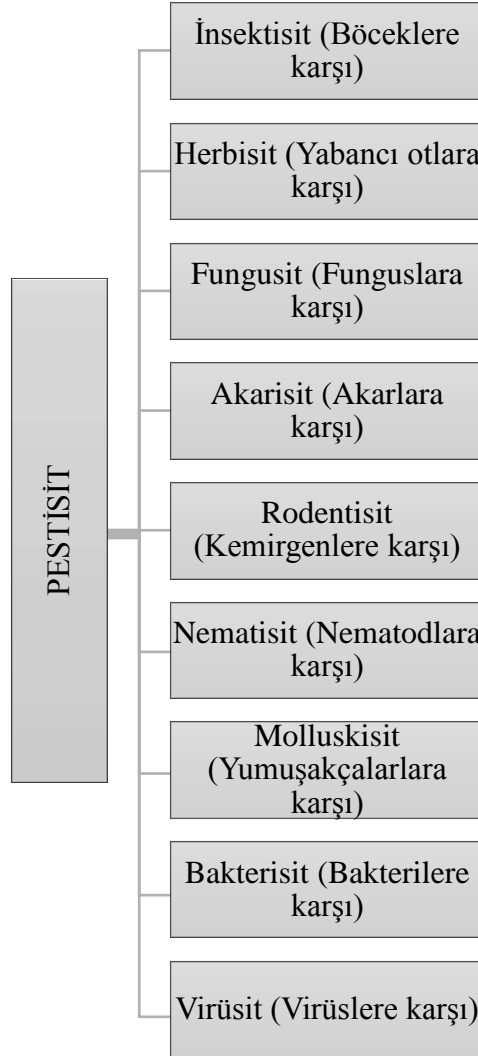 PESTİSİT
İnsektisit (Böceklere
karşı)
Herbisit (Yabancı otlara
karşı)
Fungusit (Funguslara
karşı)
Akarisit (Akarlara
karşı)
Rodentisit
(Kemirgenlere karşı)
Nematisit (Nematodlara
karşı)
Molluskisit
(Yumuşakçalarlara
karşı)
Bakterisit (Bakterilere
karşı)
Virüsit (Virüslere karşı)